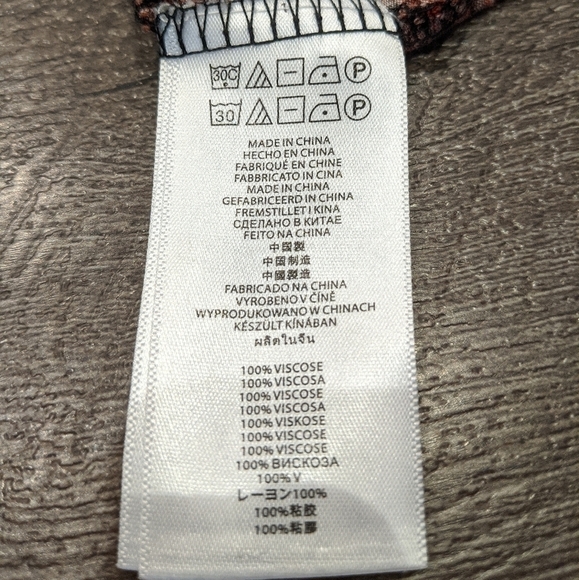 30C P
30 P
MADE IN CHINA
HECHO EN CHINA
FABRIQUÉ EN CHINE
FABBRICATO IN CINA
MADE IN CHINA
GEFABRICEERD IN CHINA
FREMSTILLET I KINA
СДЕЛАНО В КИТАЕ
FEITO NA CHINA
中国製
中国制造
中國製造
FABRICADO NA CHINA
VYROBENO V ČÍNĚ
WYPRODUKOWANO W CHINACH
KÉSZÜLT KÍNÁBAN
ผลิตในจีน
100% VISCOSE
100% VISCOSA
100% VISCOSE
100% VISCOSA
100% VISKOSE
100% VISCOSE
100% VISCOSE
100% ВИСКОЗА
100% V
レーヨン100%
100%粘胶
100%粘膠